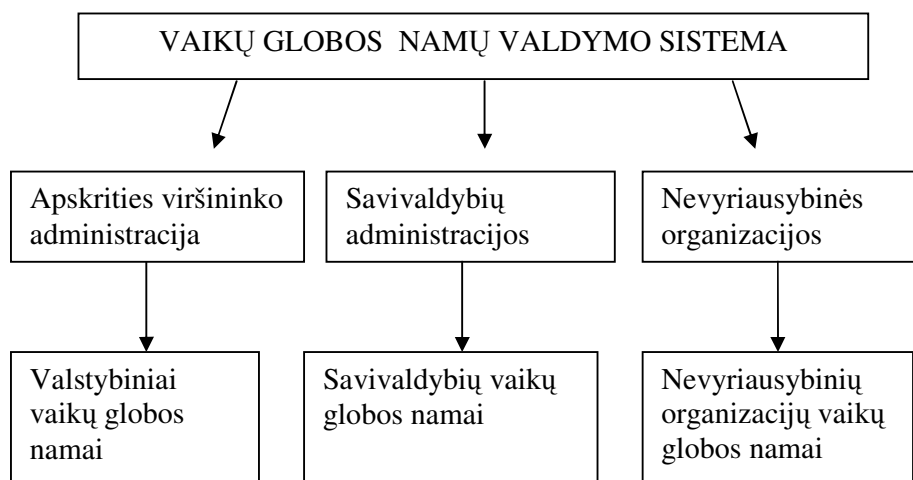 VAIKŲ GLOBOS NAMŲ VALDYMO SISTEMA
Apskrities viršininko
administracija
Savivaldybių
administracijos
Nevyriausybinės
organizacijos
Valstybiniai
vaikų globos
namai
Savivaldybių vaikų
globos namai
Nevyriausybinių
organizacijų vaikų
globos namai